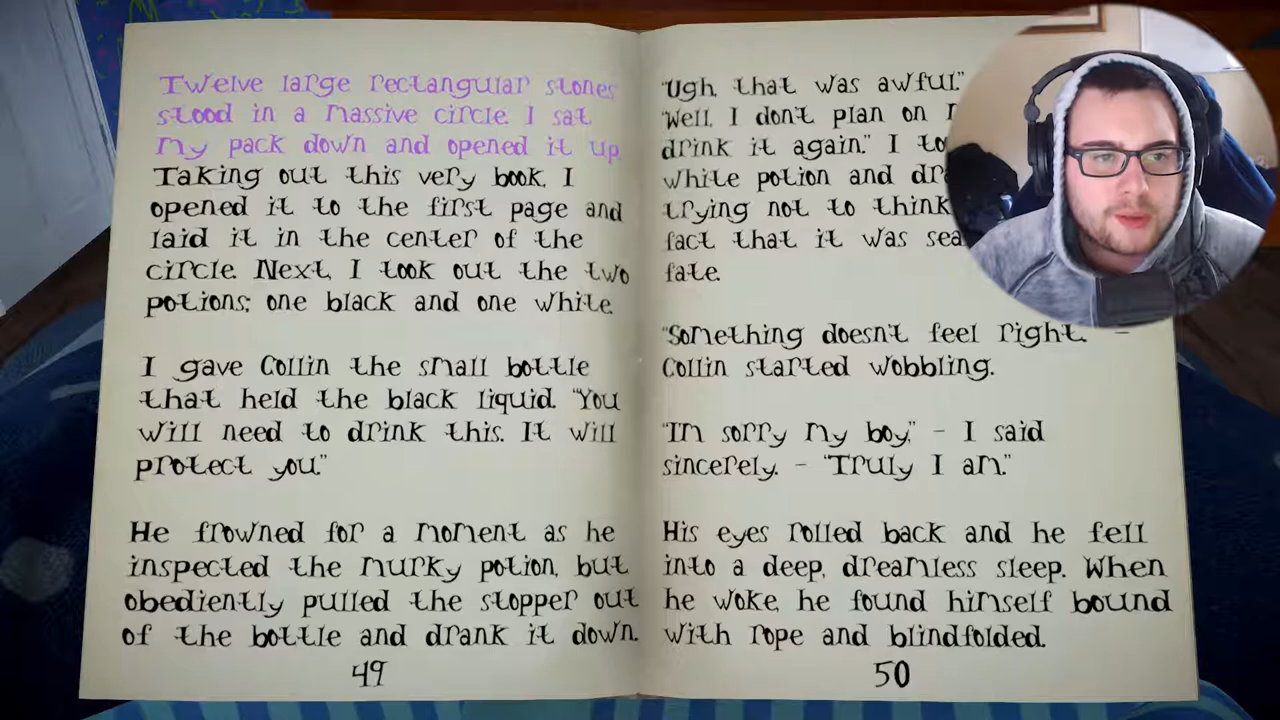 Twelve large rectangular stones
stood in a massive circle. I sat
my pack down and opened it up.
Taking out this very book, I
opened it to the first page and
laid it in the center of the
circle. Next, I took out the two
potions; one black and one white.
I gave Collin the small bottle
that held the black liquid. "You
will need to drink this. It will
protect you."
He frowned for a moment as he
inspected the murky potion, but
obediently pulled the stopper out
of the bottle and drank it down.
49
"Ugh, that was awful."
"Well, I don't plan on
drink it again." I
white potion and
trying not to think
fact that it was
fate.
"Something doesn't feel right." –
Collin started wobbling.
"I'm sorry my boy," – I said
sincerely. – "Truly I am."
His eyes rolled back and he fell
into a deep, dreamless sleep. When
he woke, he found himself bound
with rope and blindfolded.
50